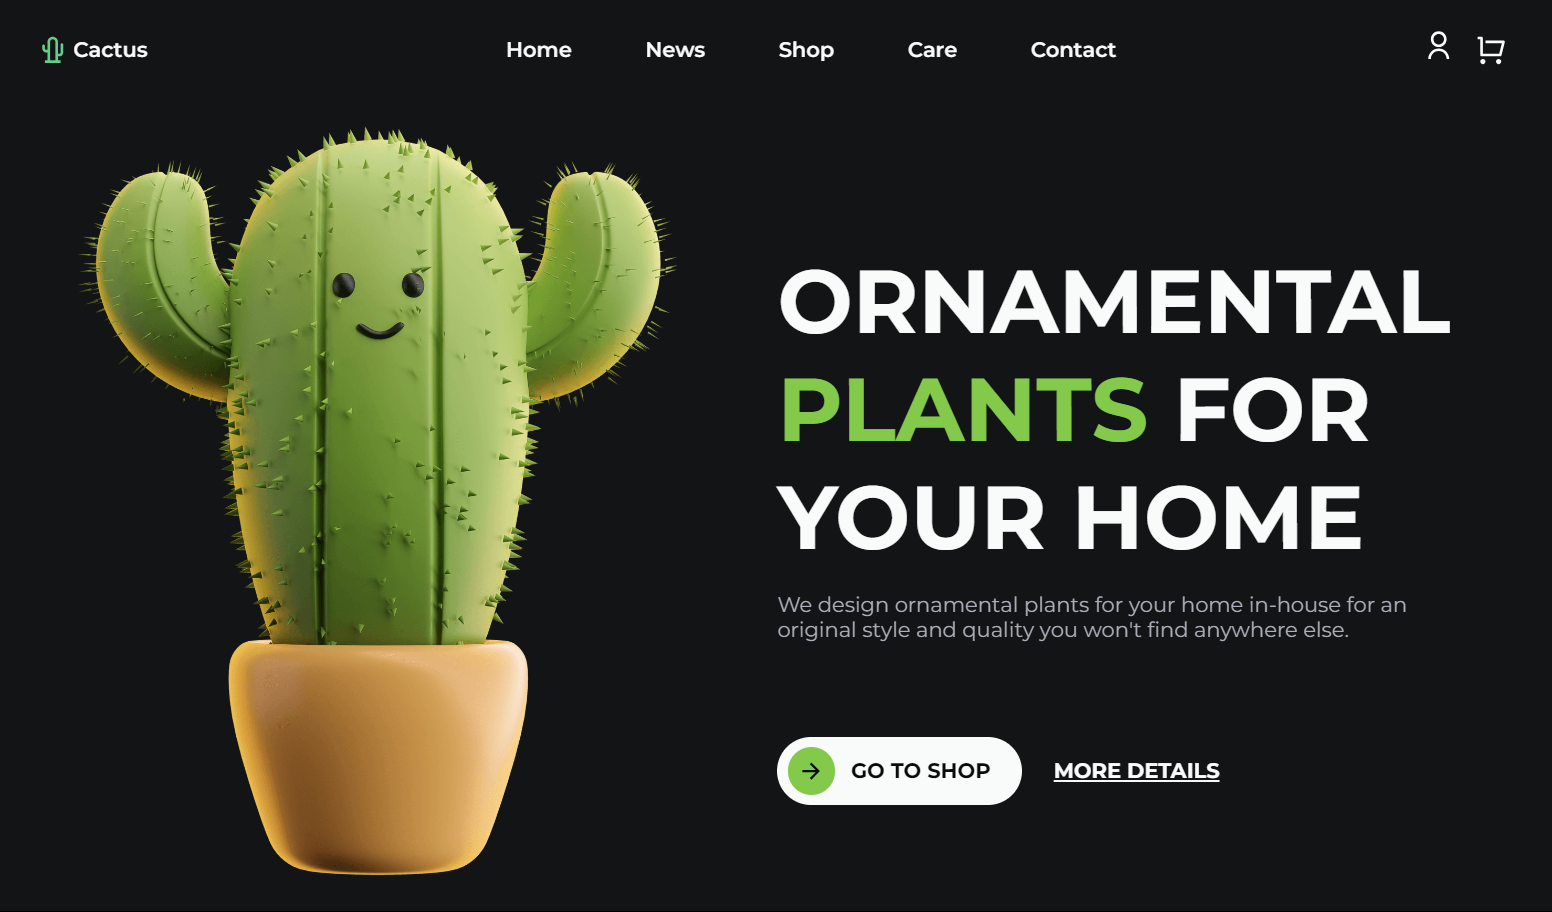 Cactus
Home News Shop Care Contact
ORNAMENTAL
PLANTS FOR
YOUR HOME
We design ornamental plants for your home in-house for an
original style and quality you won't find anywhere else.
GO TO SHOP
MORE DETAILS